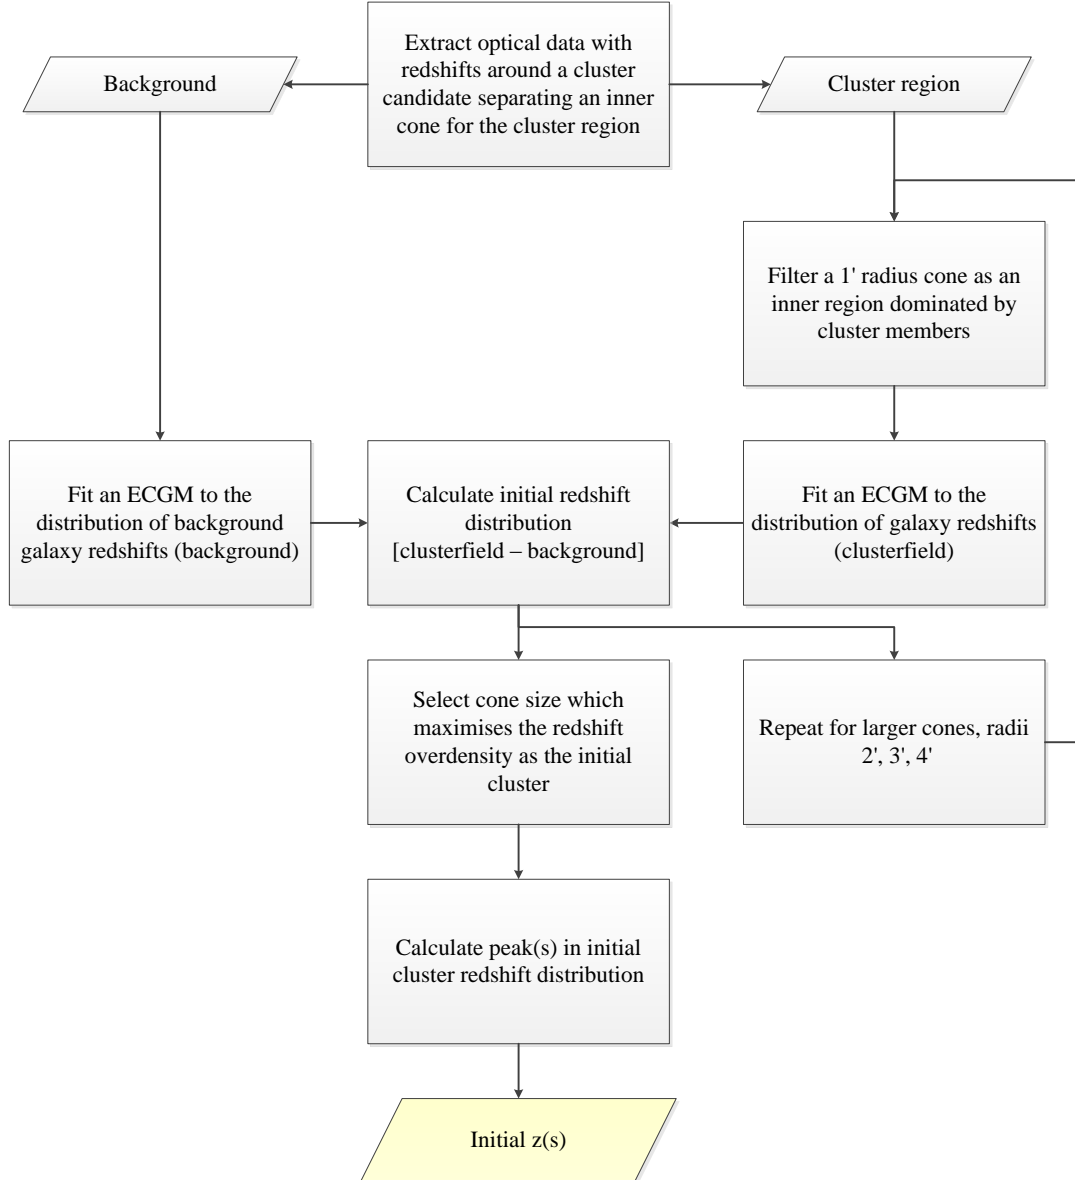 Extract optical data with
redshifts around a cluster
candidate separating an inner
cone for the cluster region
Background
Cluster region
Filter a 1' radius cone as an
inner region dominated by
cluster members
Fit an ECGM to the
distribution of background
galaxy redshifts (background)
Calculate initial redshift
distribution
[clusterfield – background]
Fit an ECGM to the
distribution of galaxy redshifts
(clusterfield)
Select cone size which
maximises the redshift
overdensity as the initial
cluster
Repeat for larger cones, radii
2', 3', 4'
Calculate peak(s) in initial
cluster redshift distribution
Initial z(s)